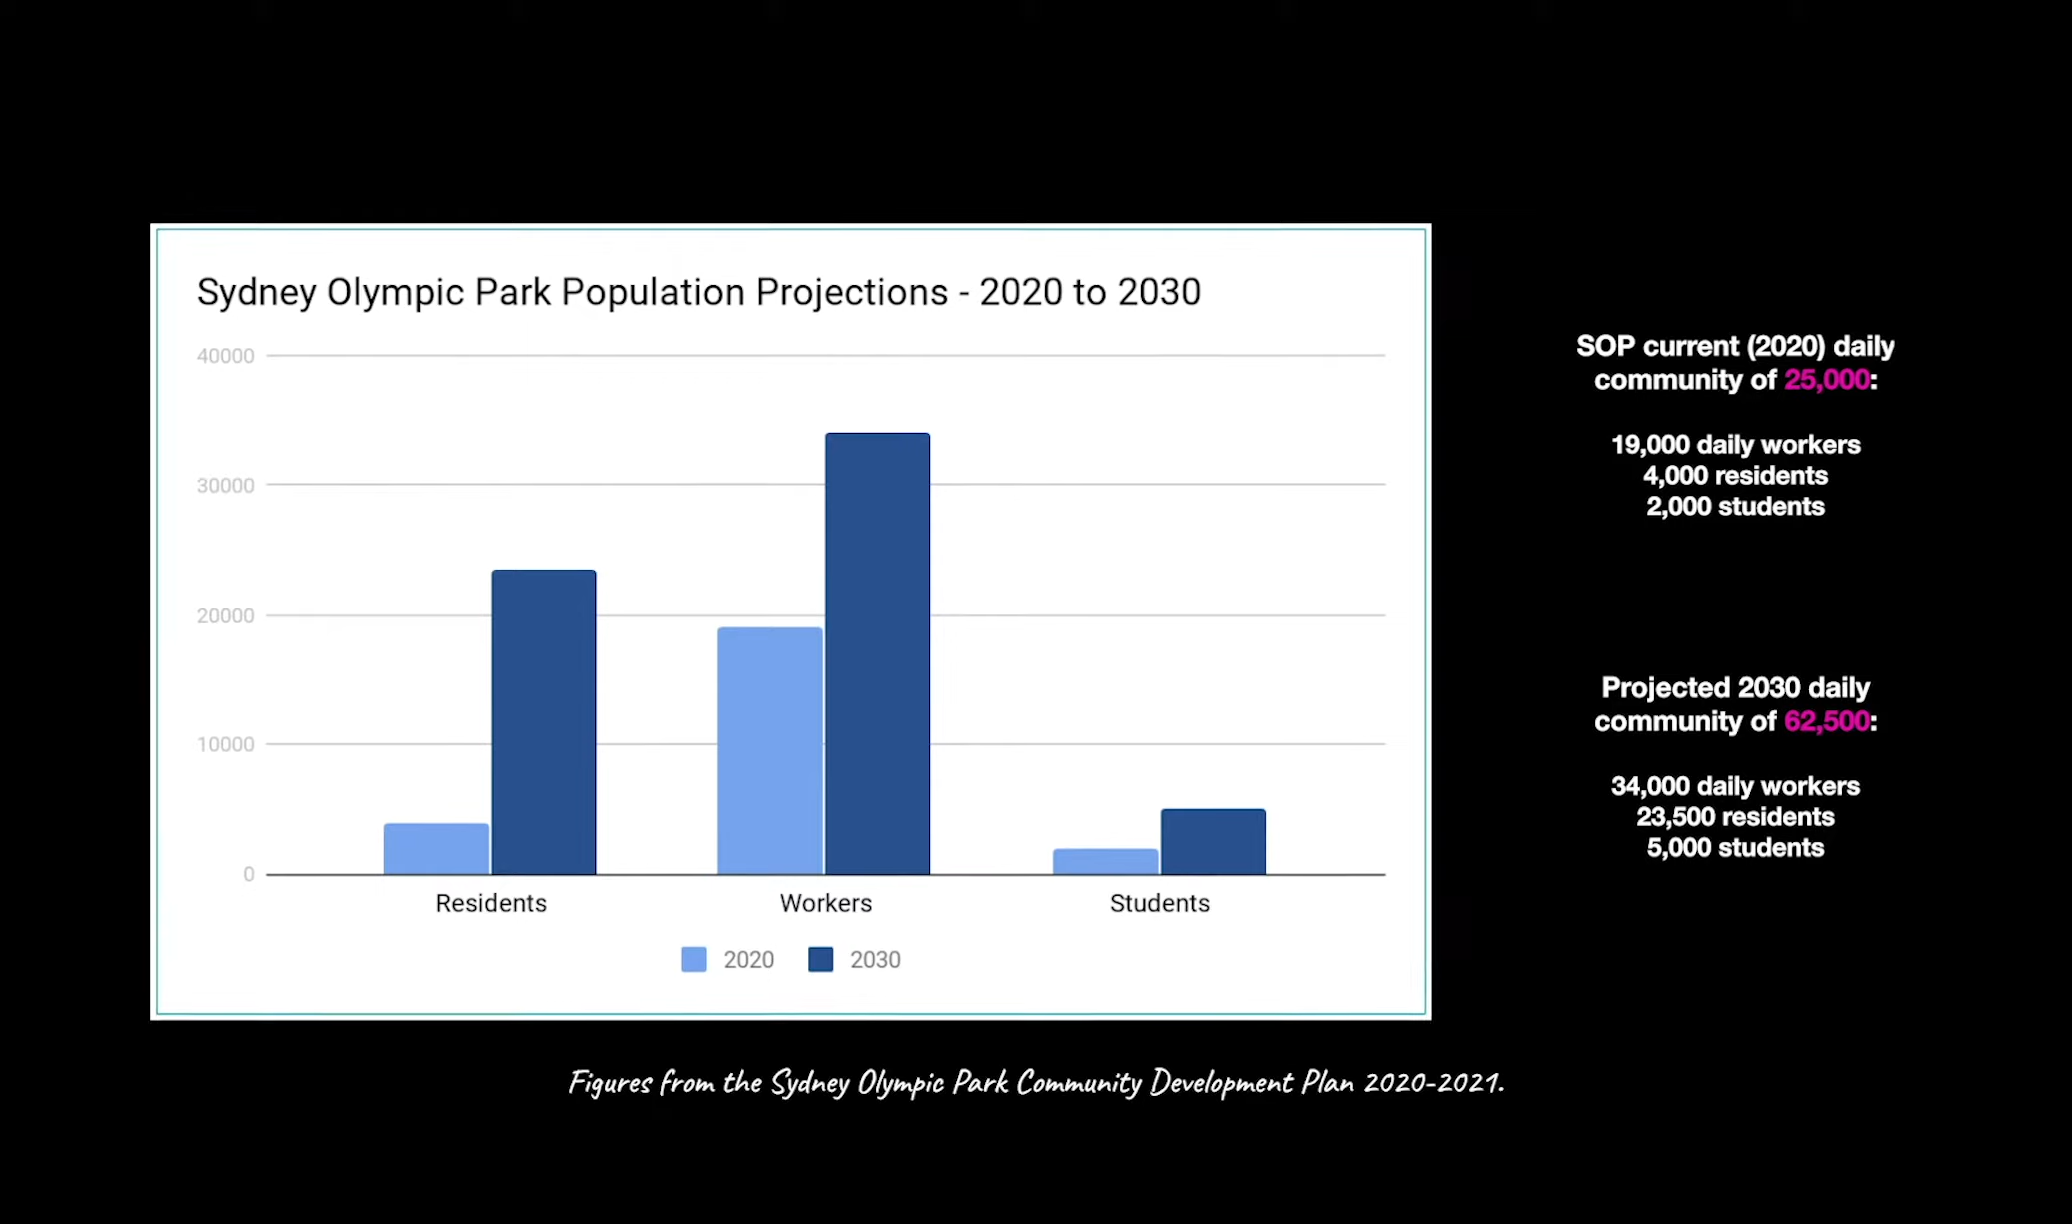 Sydney Olympic Park Population Projections - 2020 to 2030
40000
30000
20000
10000
0
Residents
Workers
Students
2020
2030
SOP current (2020) daily
community of 25,000:
19,000 daily workers
4,000 residents
2,000 students
Projected 2030 daily
community of 62,500:
34,000 daily workers
23,500 residents
5,000 students
Figures from the Sydney Olympic Park Community Development Plan 2020-2021.